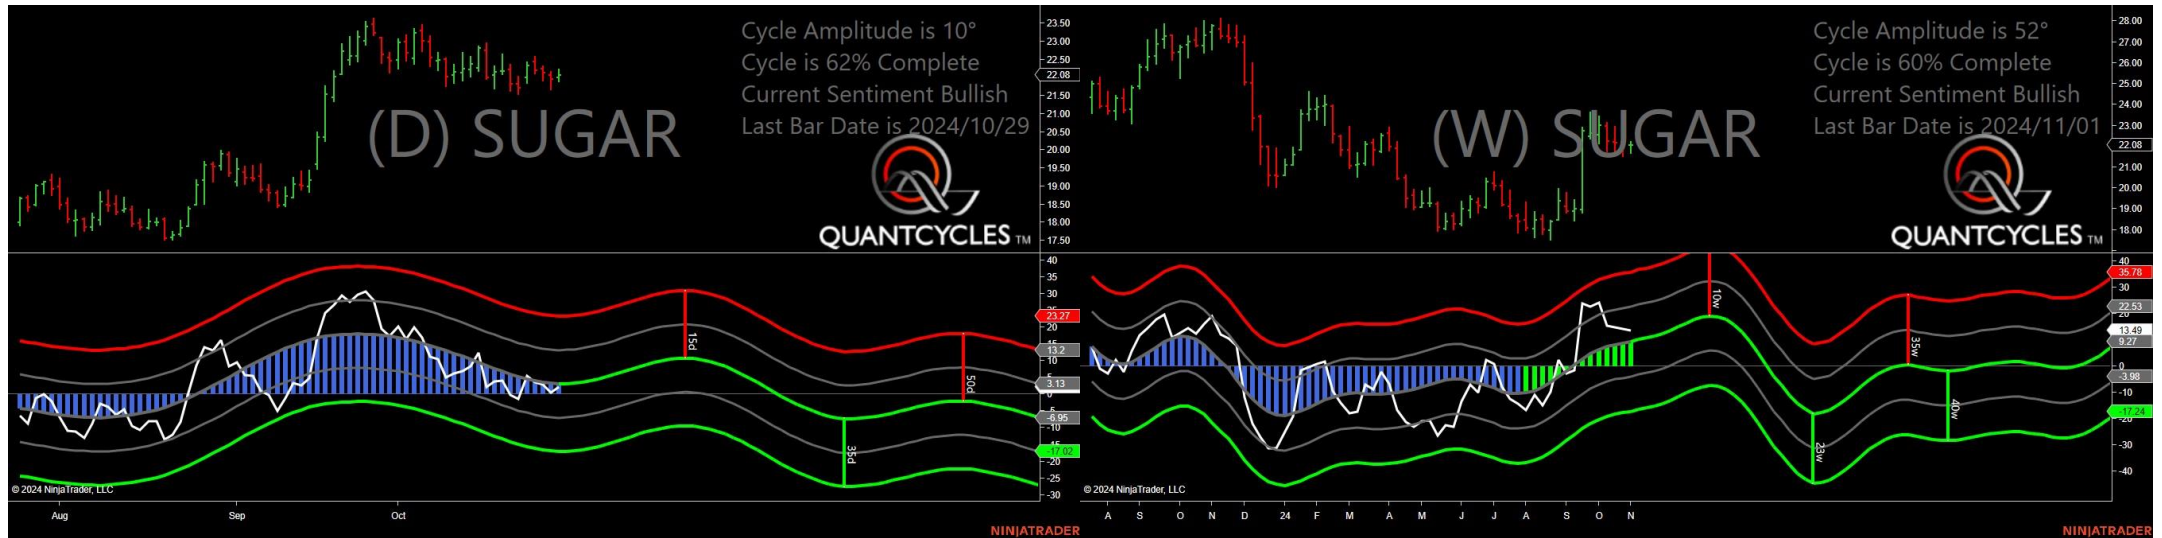 Cycle Amplitude is 10°
Cycle is 62% Complete
Current Sentiment Bullish
Last Bar Date is 2024/10/29
(D) SUGAR
QUANTCYCLES TM
23.50
23.00
22.50
22.08
21.50
21.00
20.50
20.00
19.50
19.00
18.50
18.00
17.50
40
35
30
23.27
20
15
13.2
10
3.13
0
-5
-6.95
-10
-15
-17.02
-20
-25
-30
15d
35d
50d
© 2024 NinjaTrader, LLC
Aug
Sep
Oct
NINJATRADER
Cycle Amplitude is 52°
Cycle is 60% Complete
Current Sentiment Bullish
Last Bar Date is 2024/11/01
(W) SUGAR
QUANTCYCLES TM
28.00
27.00
26.00
25.00
24.00
23.00
22.08
21.00
20.00
19.00
18.00
40
35.78
30
22.53
20
13.49
9.27
0
-3.98
-10
-17.24
-20
-30
-40
10w
23w
35w
40w
© 2024 NinjaTrader, LLC
A S O N D 24 F M A M J J A S O N
NINJATRADER